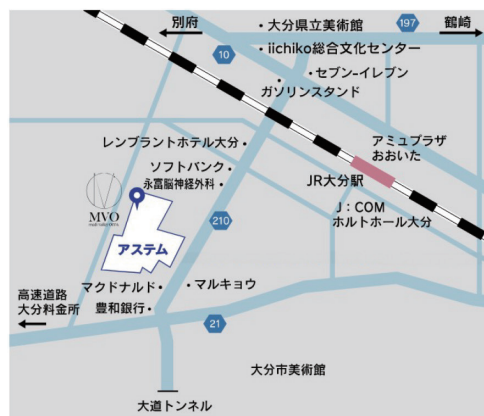 別府
・大分県立美術館
197
鶴崎
10
・iichiko総合文化センター
・セブン-イレブン
ガソリンスタンド
レンブラントホテル大分・
アミュプラザ
おおいた
ソフトバンク・
永冨脳神経外科・
JR大分駅
J：COM
ホルトホール大分
MVO
210
アステム
マクドナルド・
・マルキョウ
高速道路
大分料金所
豊和銀行・
21
大分市美術館
大道トンネル